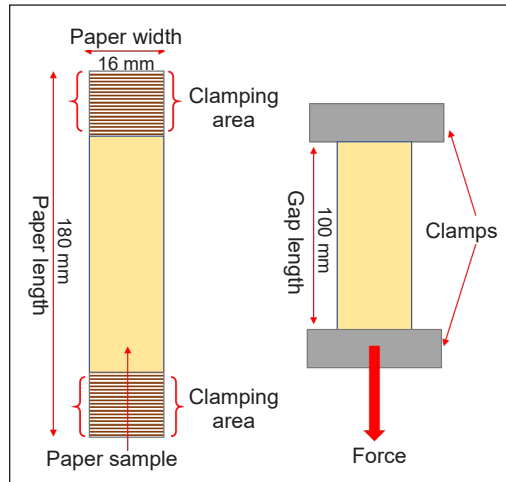 Paper width
16 mm
Clamping
area
Paper length
180 mm
Clamping
area
Paper sample
Gap length
100 mm
Clamps
Force